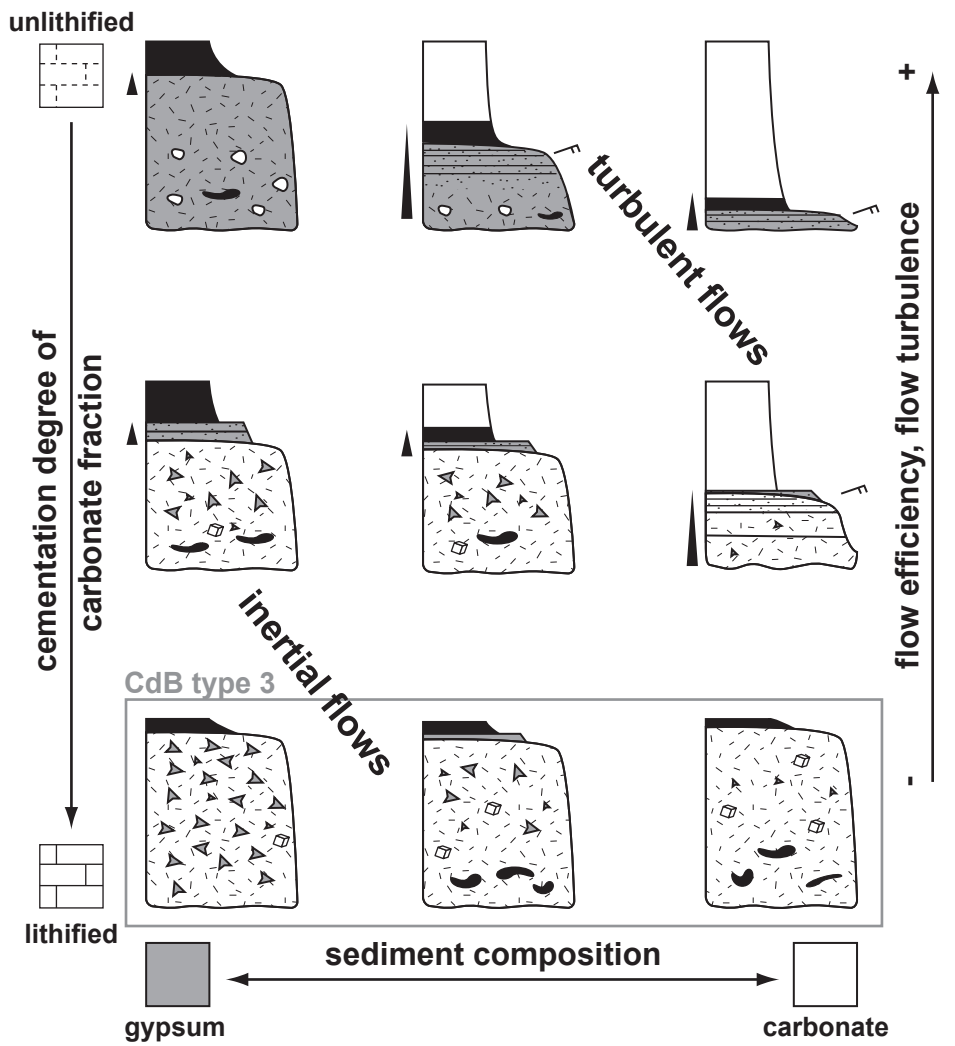 unlithified
+
turbulent flows
flow efficiency, flow turbulence
cementation degree of
carbonate fraction
inertial flows
CdB type 3
-
lithified
sediment composition
gypsum
carbonate